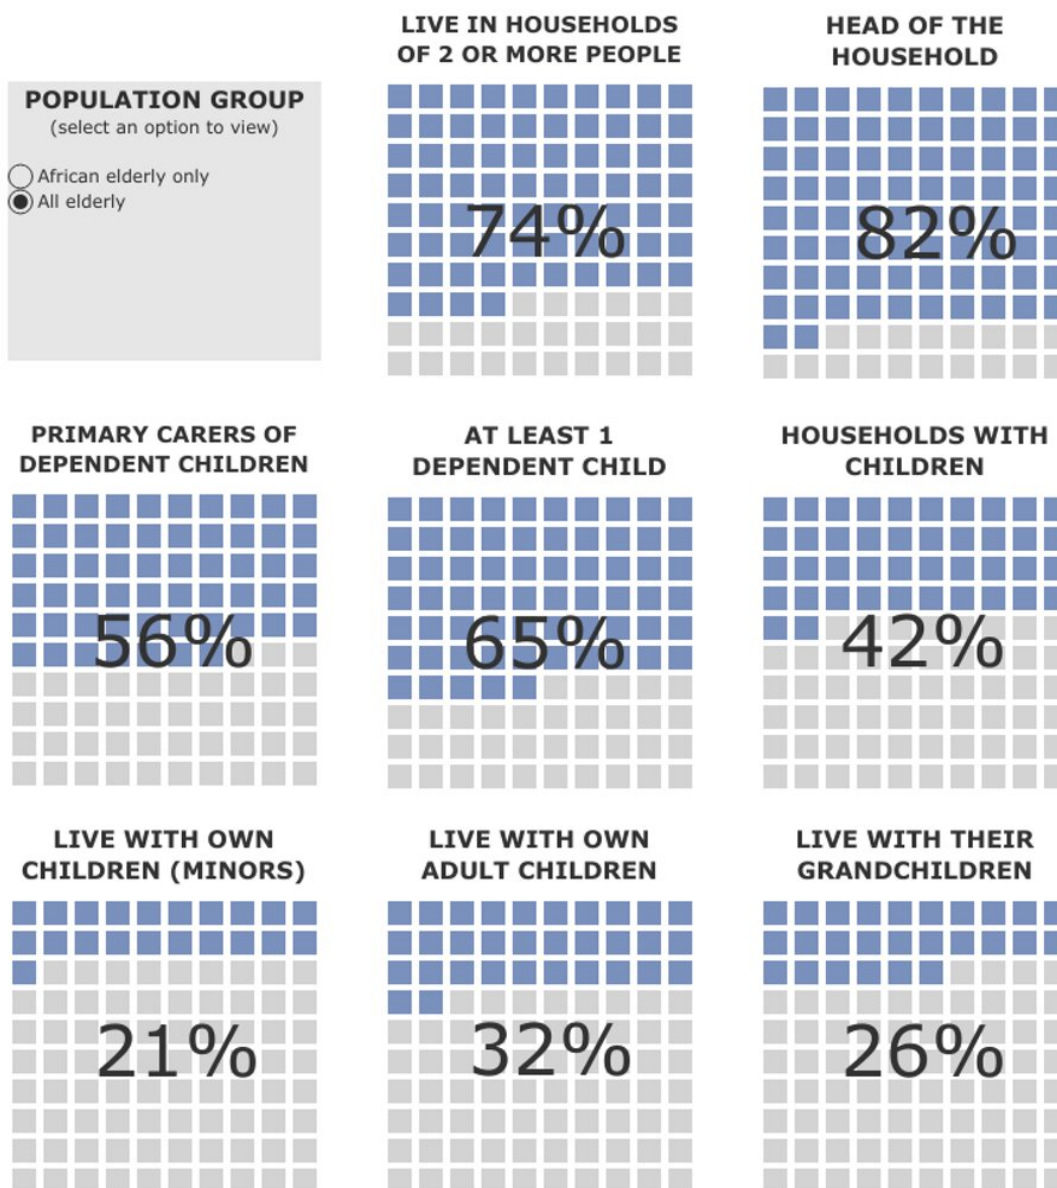 POPULATION GROUP
(select an option to view)
African elderly only
All elderly
LIVE IN HOUSEHOLDS
OF 2 OR MORE PEOPLE
74%
HEAD OF THE
HOUSEHOLD
82%
PRIMARY CARERS OF
DEPENDENT CHILDREN
56%
AT LEAST 1
DEPENDENT CHILD
65%
HOUSEHOLDS WITH
CHILDREN
42%
LIVE WITH OWN
CHILDREN (MINORS)
21%
LIVE WITH OWN
ADULT CHILDREN
32%
LIVE WITH THEIR
GRANDCHILDREN
26%